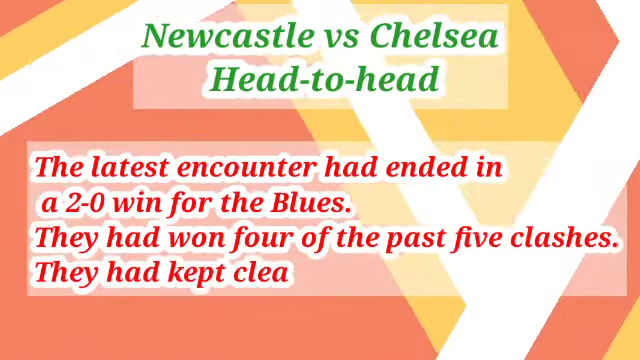 Newcastle vs Chelsea
Head-to-head
The latest encounter had ended in
a 2-0 win for the Blues.
They had won four of the past five clashes.
They had kept clea